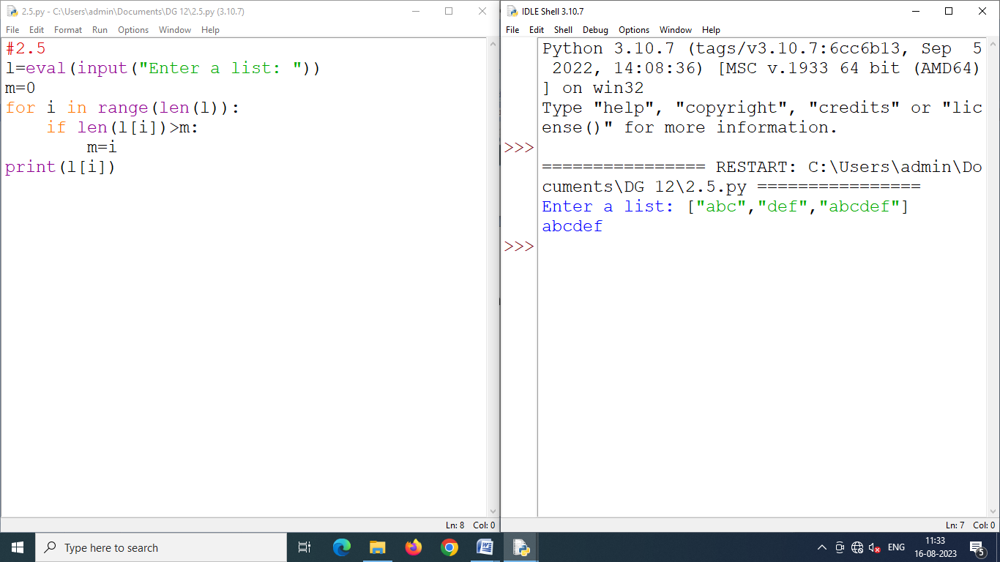 2.5.py - C:\Users\admin\Documents\DG 12\2.5.py (3.10.7)
File Edit Format Run Options Window Help
#2.5
l=eval(input("Enter a list: "))
m=0
for i in range(len(l)):
    if len(l[i])>m:
        m=i
print(l[i])
Ln: 8 Col: 0
IDLE Shell 3.10.7
File Edit Shell Debug Options Window Help
Python 3.10.7 (tags/v3.10.7:6cc6b13, Sep  5
 2022, 14:08:36) [MSC v.1933 64 bit (AMD64)
] on win32
Type "help", "copyright", "credits" or "lic
ense()" for more information.
>>>
================ RESTART: C:\Users\admin\Do
cuments\DG 12\2.5.py ================
Enter a list: ["abc","def","abcdef"]
abcdef
>>>
Ln: 7 Col: 0
Type here to search
ENG
11:33
16-08-2023
5